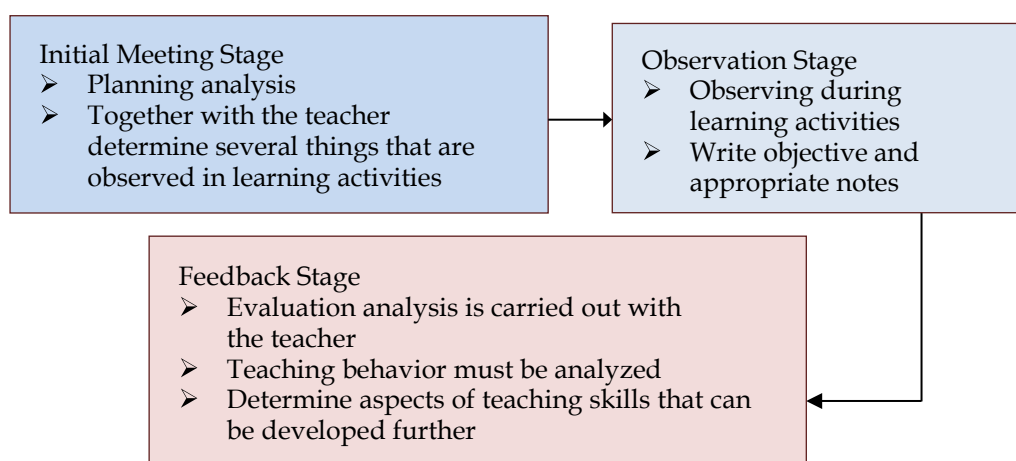 Initial Meeting Stage
➢ Planning analysis
➢ Together with the teacher
determine several things that are
observed in learning activities
Observation Stage
➢ Observing during
learning activities
➢ Write objective and
appropriate notes
Feedback Stage
➢ Evaluation analysis is carried out with
the teacher
➢ Teaching behavior must be analyzed
➢ Determine aspects of teaching skills that can
be developed further